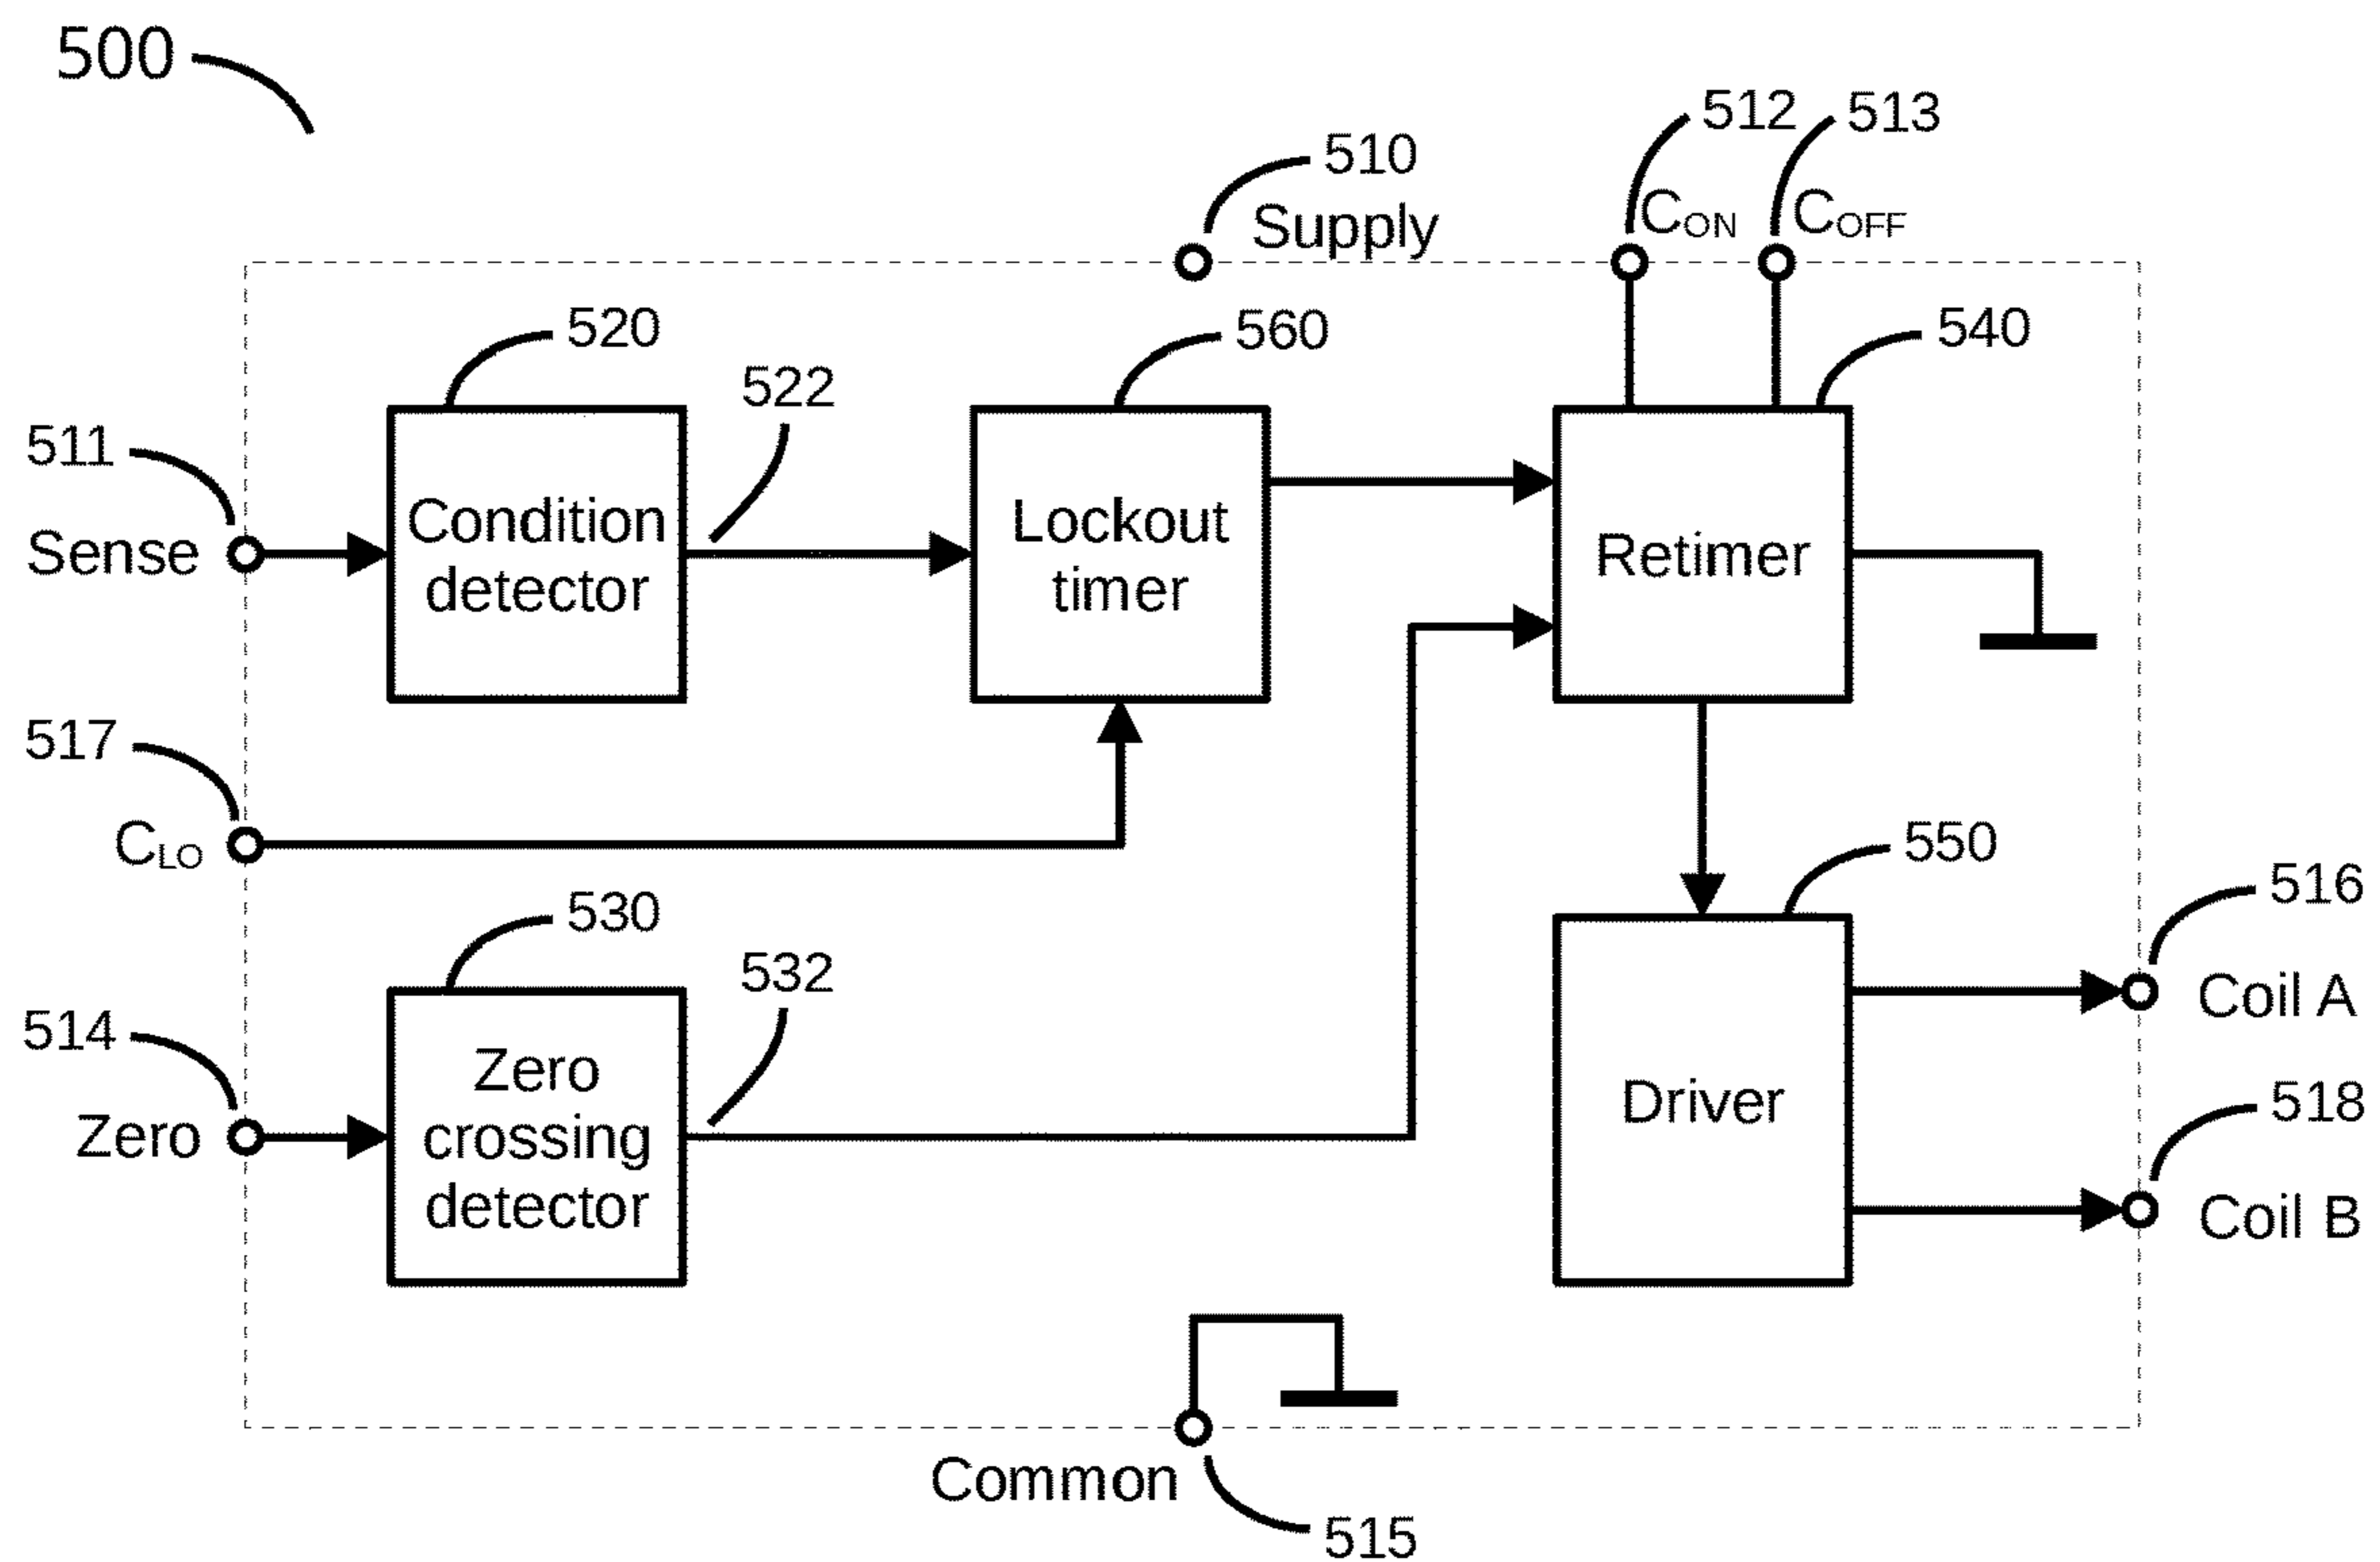 500
512
513
510
CON
COFF
Supply
520
560
540
522
511
Condition
detector
Lockout
timer
Retimer
Sense
517
CLO
550
516
530
532
Coil A
514
Zero
crossing
detector
Zero
Driver
518
Coil B
Common
515